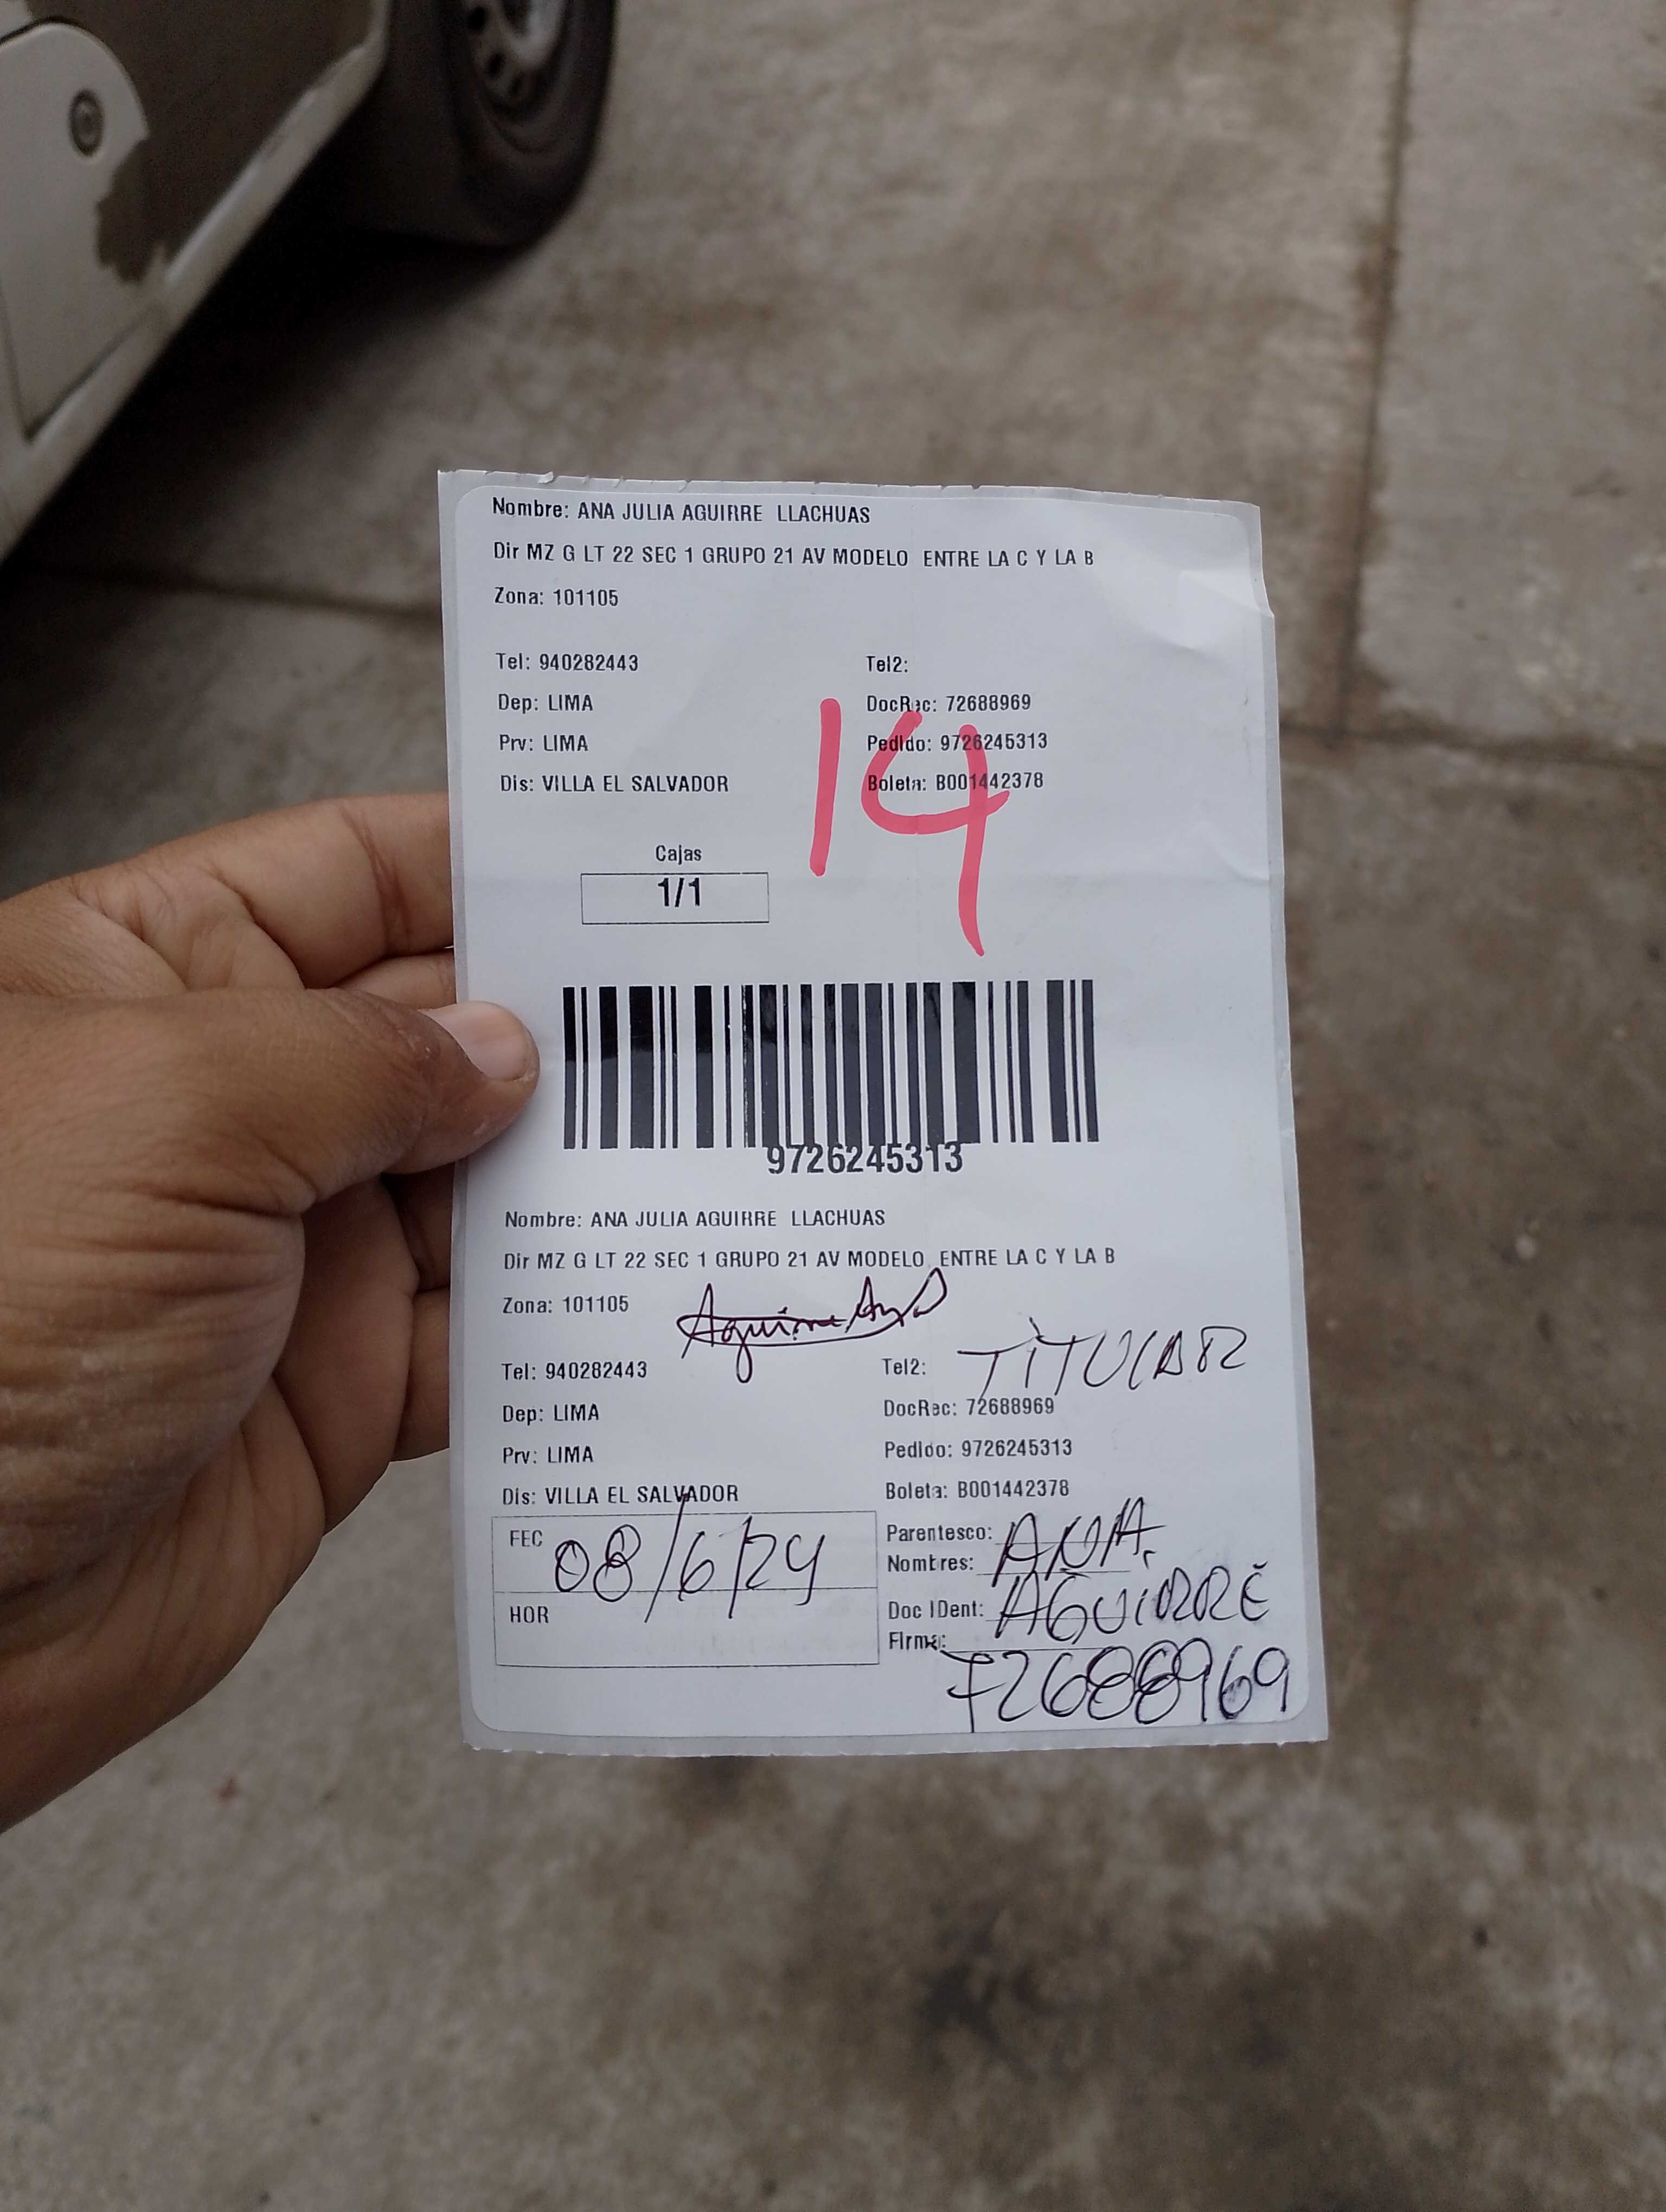 Nombre: ANA JULIA AGUIRRE LLACHUAS
Dir MZ G LT 22 SEC 1 GRUPO 21 AV MODELO ENTRE LA C Y LA B
Zona: 101105
Tel: 940282443 Tel2:
Dep: LIMA DocRec: 72688969
Prv: LIMA Pedido: 9726245313
Dis: VILLA EL SALVADOR Boleta: B001442378
14
Cajas
1/1
9726245313
Nombre: ANA JULIA AGUIRRE LLACHUAS
Dir MZ G LT 22 SEC 1 GRUPO 21 AV MODELO ENTRE LA C Y LA B
Zona: 101105 Aguirre
Tel: 940282443 Tel2: TITULAR
Dep: LIMA DocRec: 72688969
Prv: LIMA Pedido: 9726245313
Dis: VILLA EL SALVADOR Boleta: B001442378
FEC 08/6/24 Parentesco:
Nombres: ANA.
HOR Doc IDent: AGUIRRE
Firma: 72688969